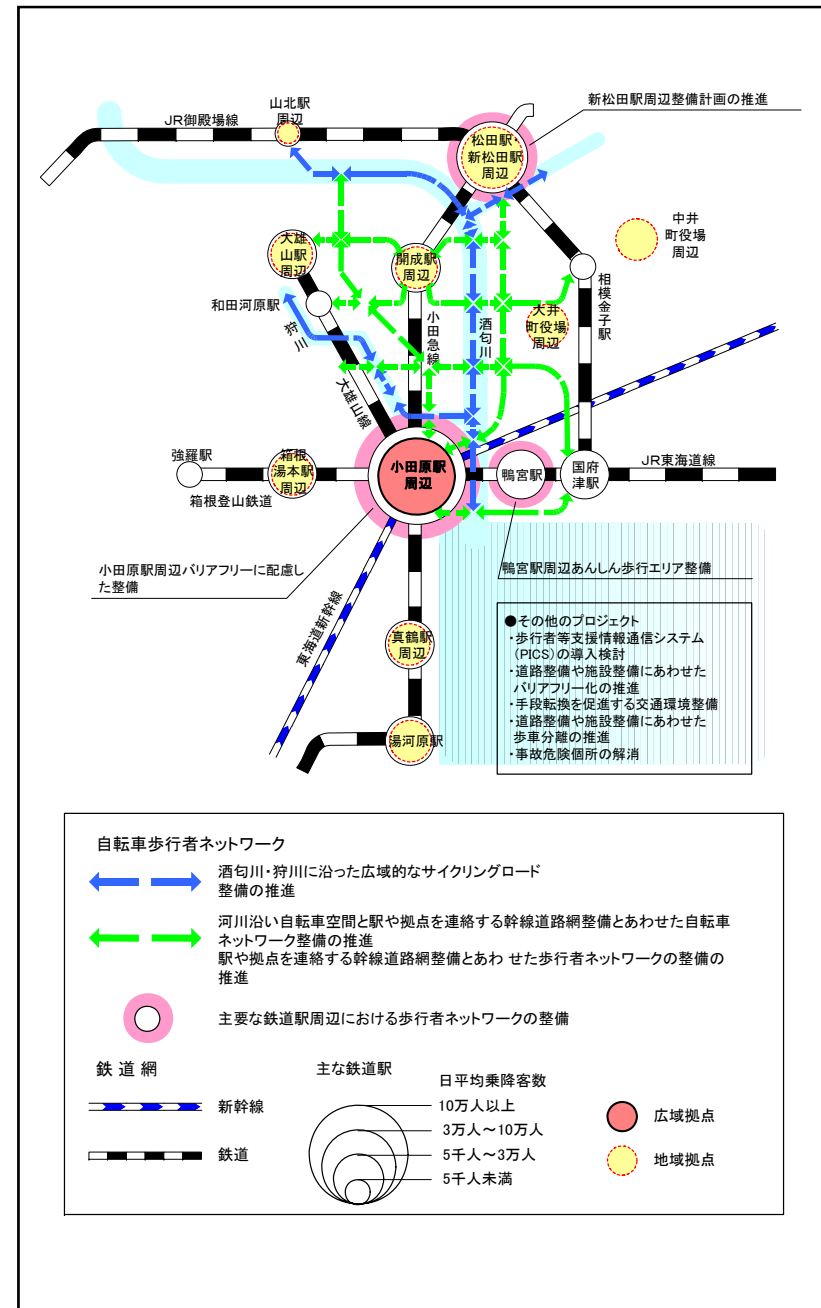 山北駅
周辺
JR御殿場線
新松田駅周辺整備計画の推進
松田駅・
新松田駅
周辺
中井
町役場
周辺
大雄
山駅
周辺
開成駅
周辺
和田河原駅
相模金子駅
大井
町役場
周辺
狩川
小田急線
酒匂川
大雄山線
強羅駅
箱根
湯本駅
周辺
箱根登山鉄道
小田原駅
周辺
鴨宮駅
国府
津駅
JR東海道線
小田原駅周辺バリアフリーに配慮し
た整備
鴨宮駅周辺あんしん歩行エリア整備
東海道新幹線
真鶴駅
周辺
湯河原駅
●その他のプロジェクト
・歩行者等支援情報通信システム
(PICS)の導入検討
・道路整備や施設整備にあわせた
バリアフリー化の推進
・手段転換を促進する交通環境整備
・道路整備や施設整備にあわせた
歩車分離の推進
・事故危険個所の解消
自転車歩行者ネットワーク
酒匂川・狩川に沿った広域的なサイクリングロード
整備の推進
河川沿い自転車空間と駅や拠点を連絡する幹線道路網整備とあわせた自転車
ネットワーク整備の推進
駅や拠点を連絡する幹線道路網整備とあわ せた歩行者ネットワークの整備の
推進
主要な鉄道駅周辺における歩行者ネットワークの整備
鉄 道 網
新幹線
鉄道
主な鉄道駅
日平均乗降客数
10万人以上
3万人～10万人
5千人～3万人
5千人未満
広域拠点
地域拠点